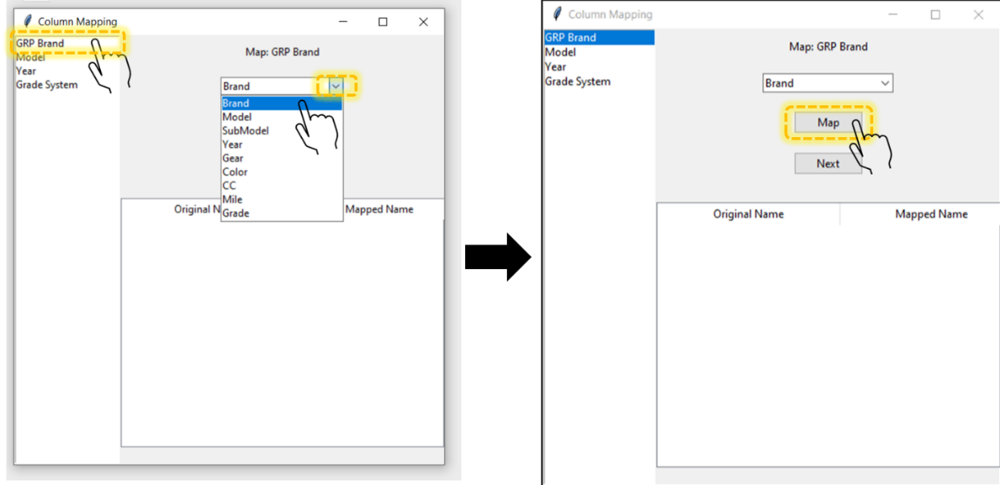 Column Mapping
GRP Brand
Model
Year
Grade System
Map: GRP Brand
Brand
Brand
Model
SubModel
Year
Gear
Color
CC
Mile
Grade
Original N
Mapped Name
Column Mapping
GRP Brand
Model
Year
Grade System
Map: GRP Brand
Brand
Map
Next
Original Name
Mapped Name